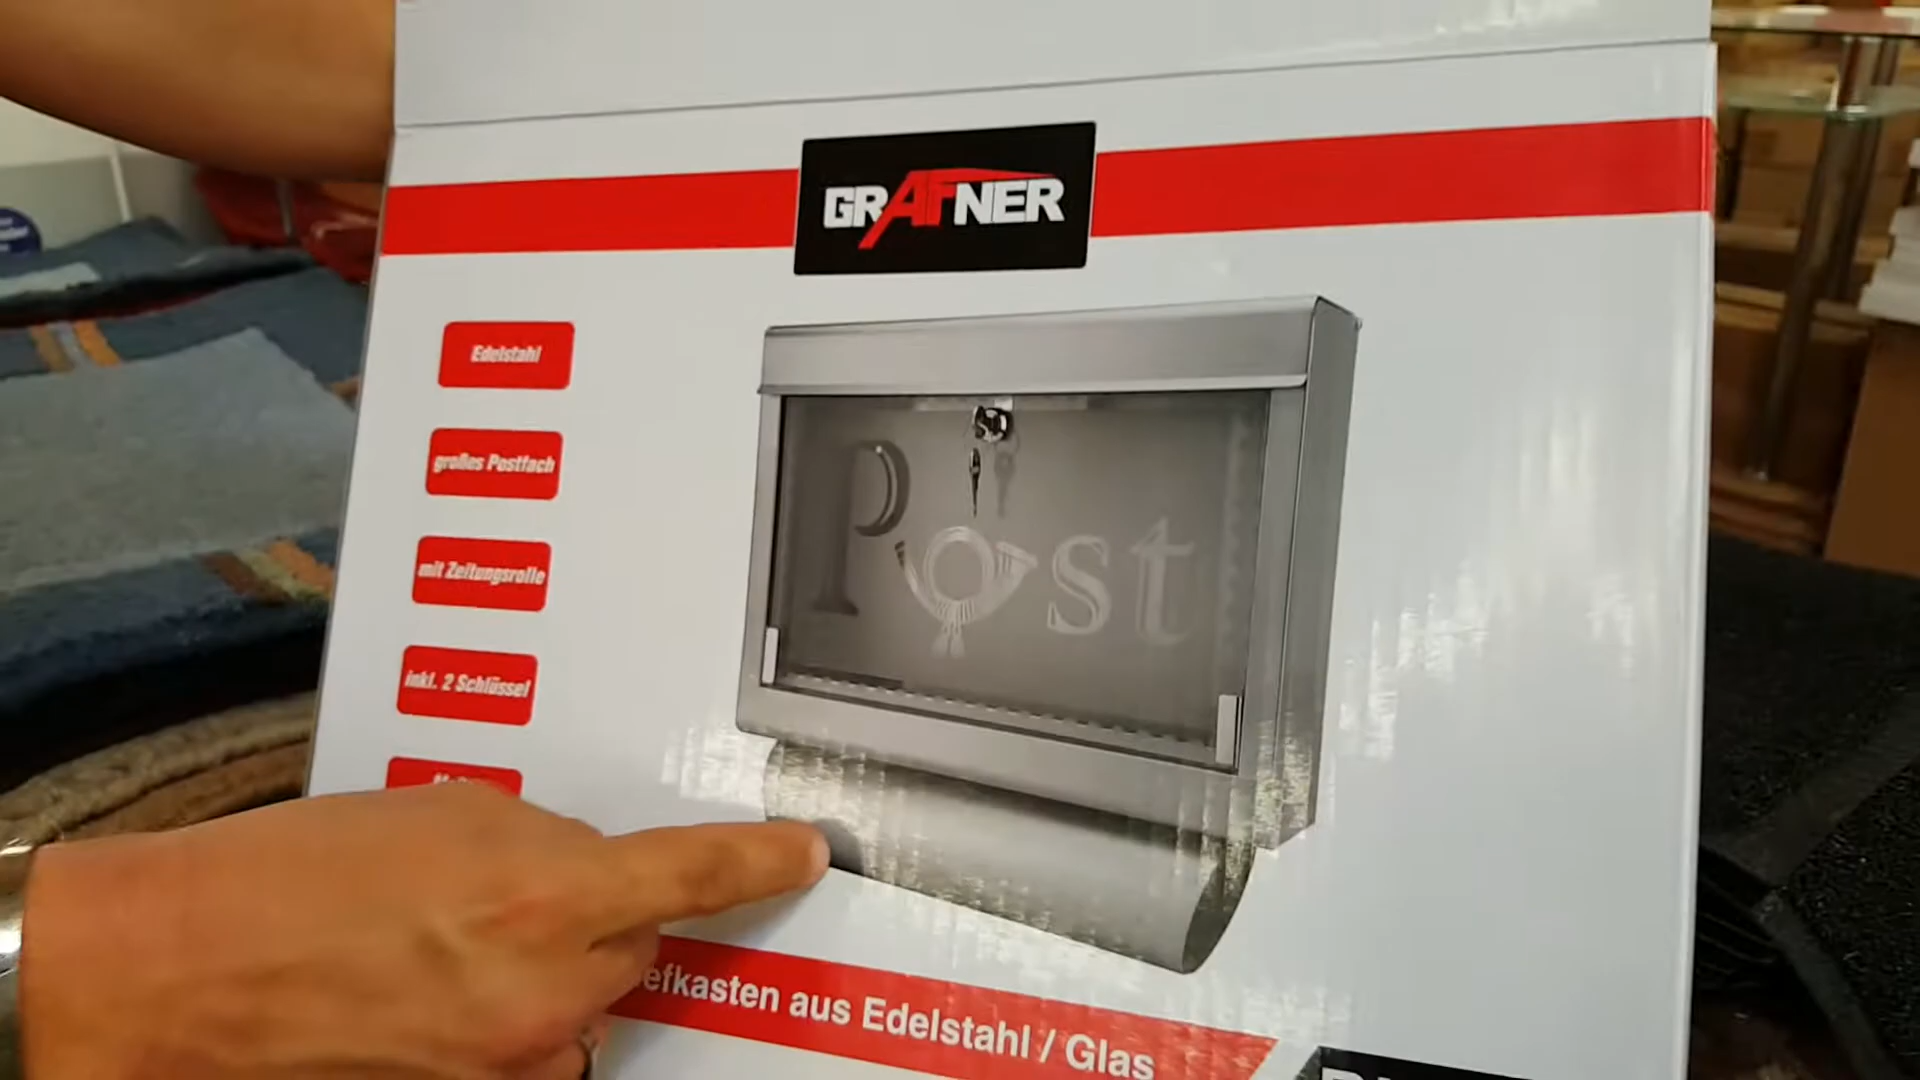 GRAFNER
Edelstahl
großes Postfach
mit Zeitungsrolle
inkl. 2 Schlüssel
Post
efkasten aus Edelstahl / Glas